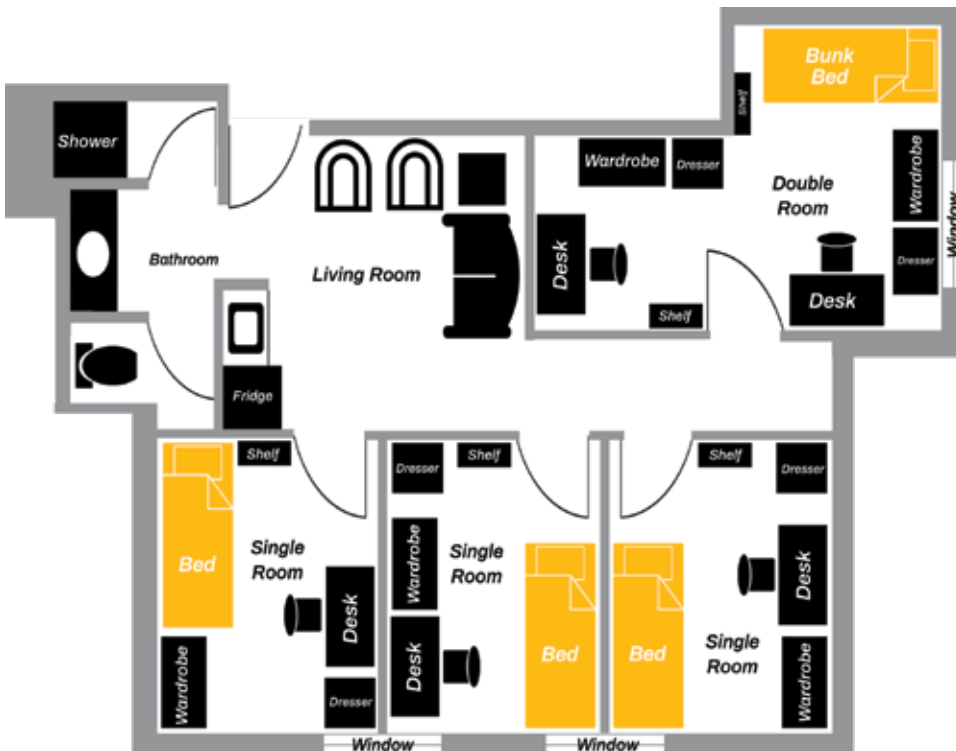 Bunk
Bed
Shelf
Shower
Wardrobe
Dresser
Wardrobe
Double
Room
Window
Bathroom
Living Room
Desk
Dresser
Desk
Shelf
Fridge
Shelf
Bed
Single
Room
Desk
Wardrobe
Dresser
Dresser
Shelf
Wardrobe
Single
Room
Desk
Bed
Shelf
Dresser
Desk
Bed
Single
Room
Wardrobe
Window
Window